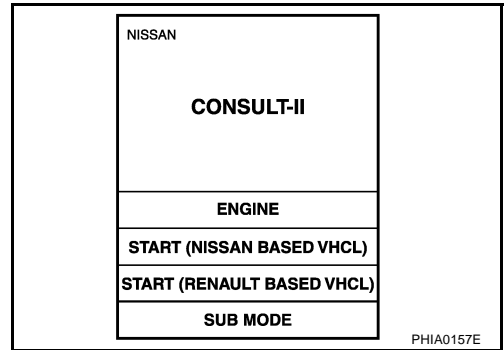 NISSAN
CONSULT-II
ENGINE
START (NISSAN BASED VHCL)
START (RENAULT BASED VHCL)
SUB MODE
PHIA0157E